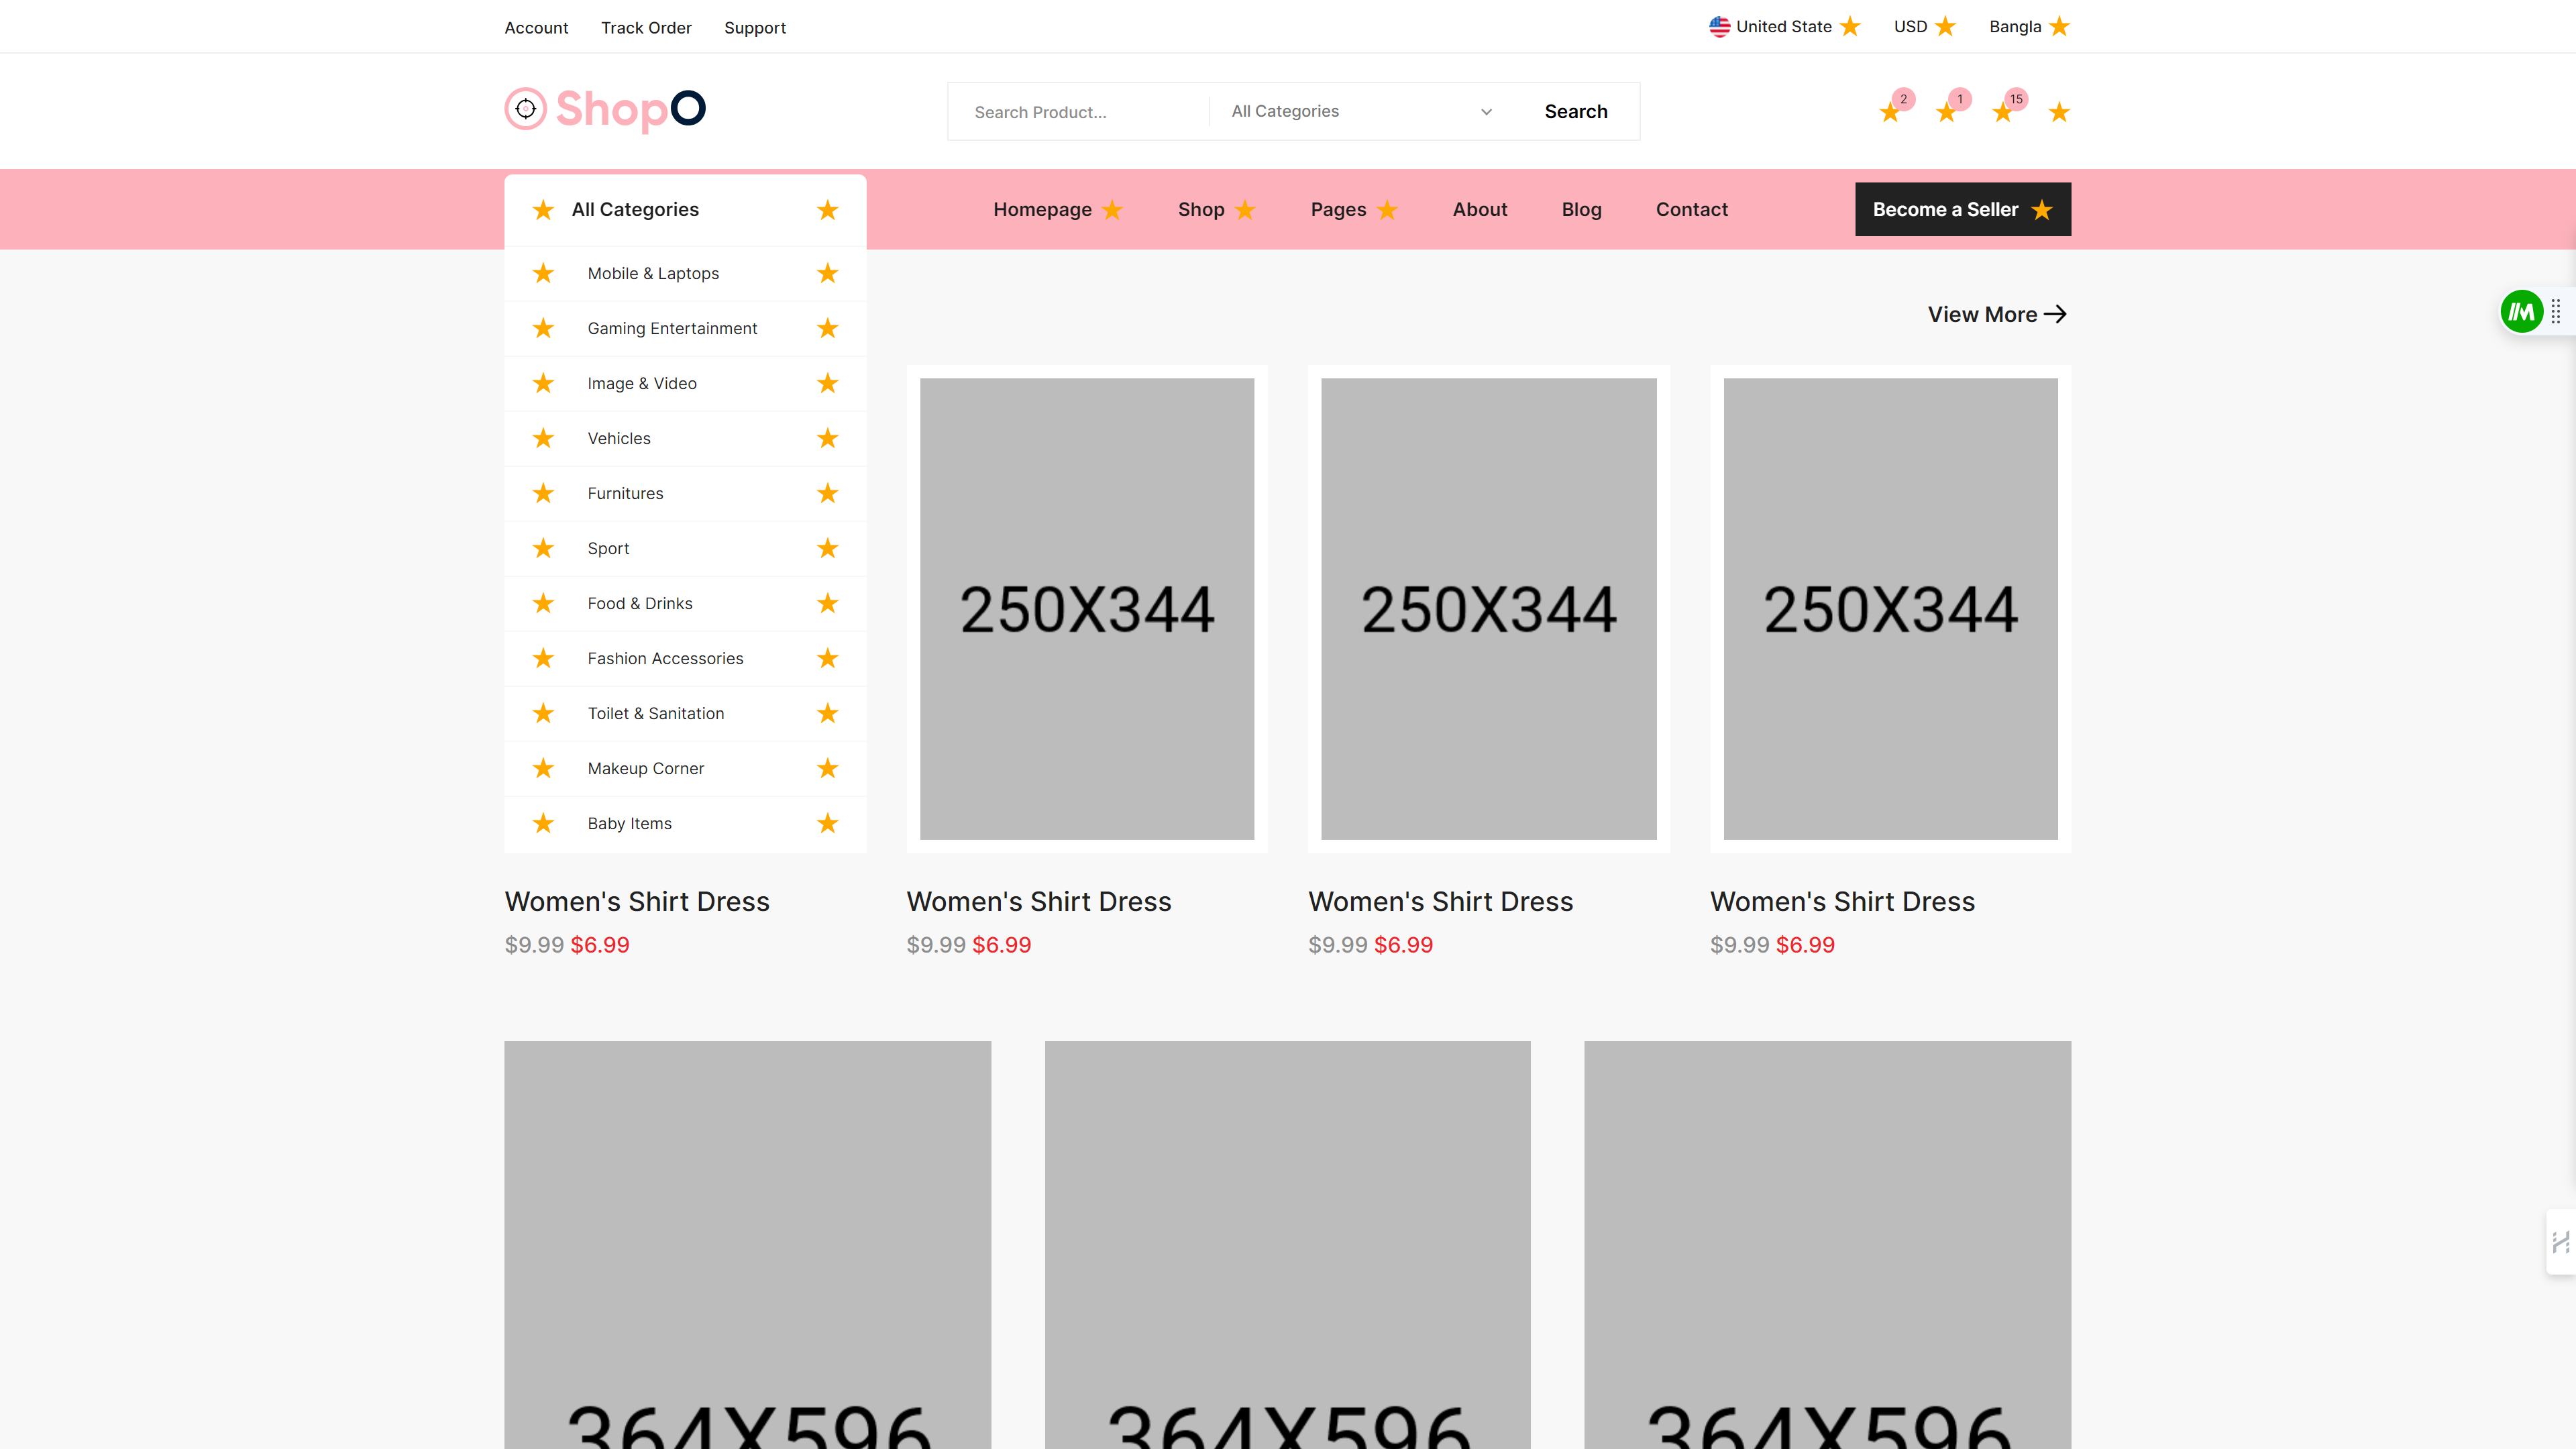 Account Track Order Support United State USD Bangla
ShopO Search Product... All Categories Search 2 1 15
All Categories Homepage Shop Pages About Blog Contact Become a Seller
Mobile & Laptops
View More
Gaming Entertainment
Image & Video
Vehicles
Furnitures
Sport
Food & Drinks
Fashion Accessories
Toilet & Sanitation
Makeup Corner
Baby Items
250X344 250X344 250X344
Women's Shirt Dress Women's Shirt Dress Women's Shirt Dress Women's Shirt Dress
$9.99 $6.99 $9.99 $6.99 $9.99 $6.99 $9.99 $6.99
364X596 364X596 364X596